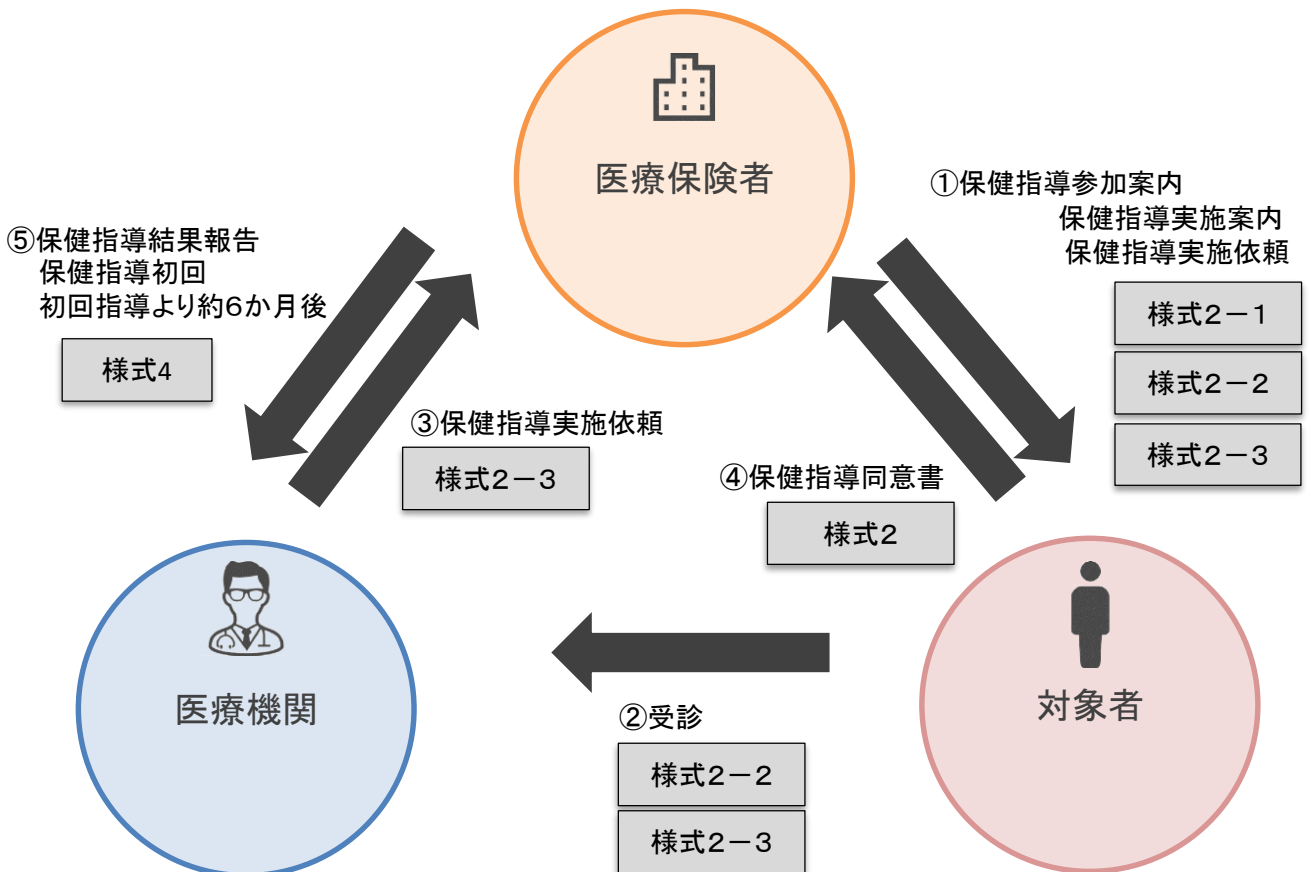 医療保険者
①保健指導参加案内
保健指導実施案内
保健指導実施依頼
様式2－1
様式2－2
様式2－3
⑤保健指導結果報告
保健指導初回
初回指導より約6か月後
様式4
③保健指導実施依頼
様式2－3
④保健指導同意書
様式2
医療機関
対象者
②受診
様式2－2
様式2－3